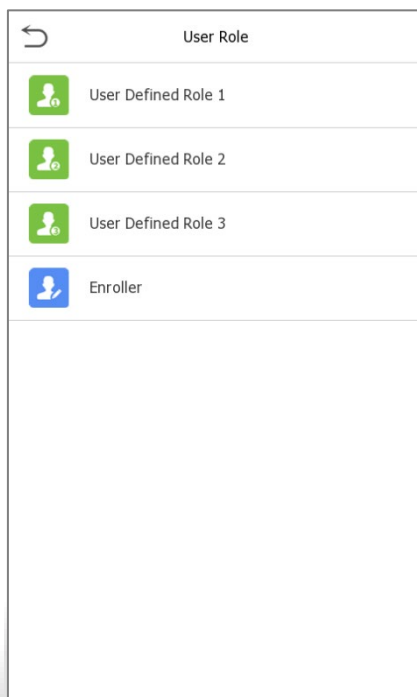 User Role
User Defined Role 1
User Defined Role 2
User Defined Role 3
Enroller